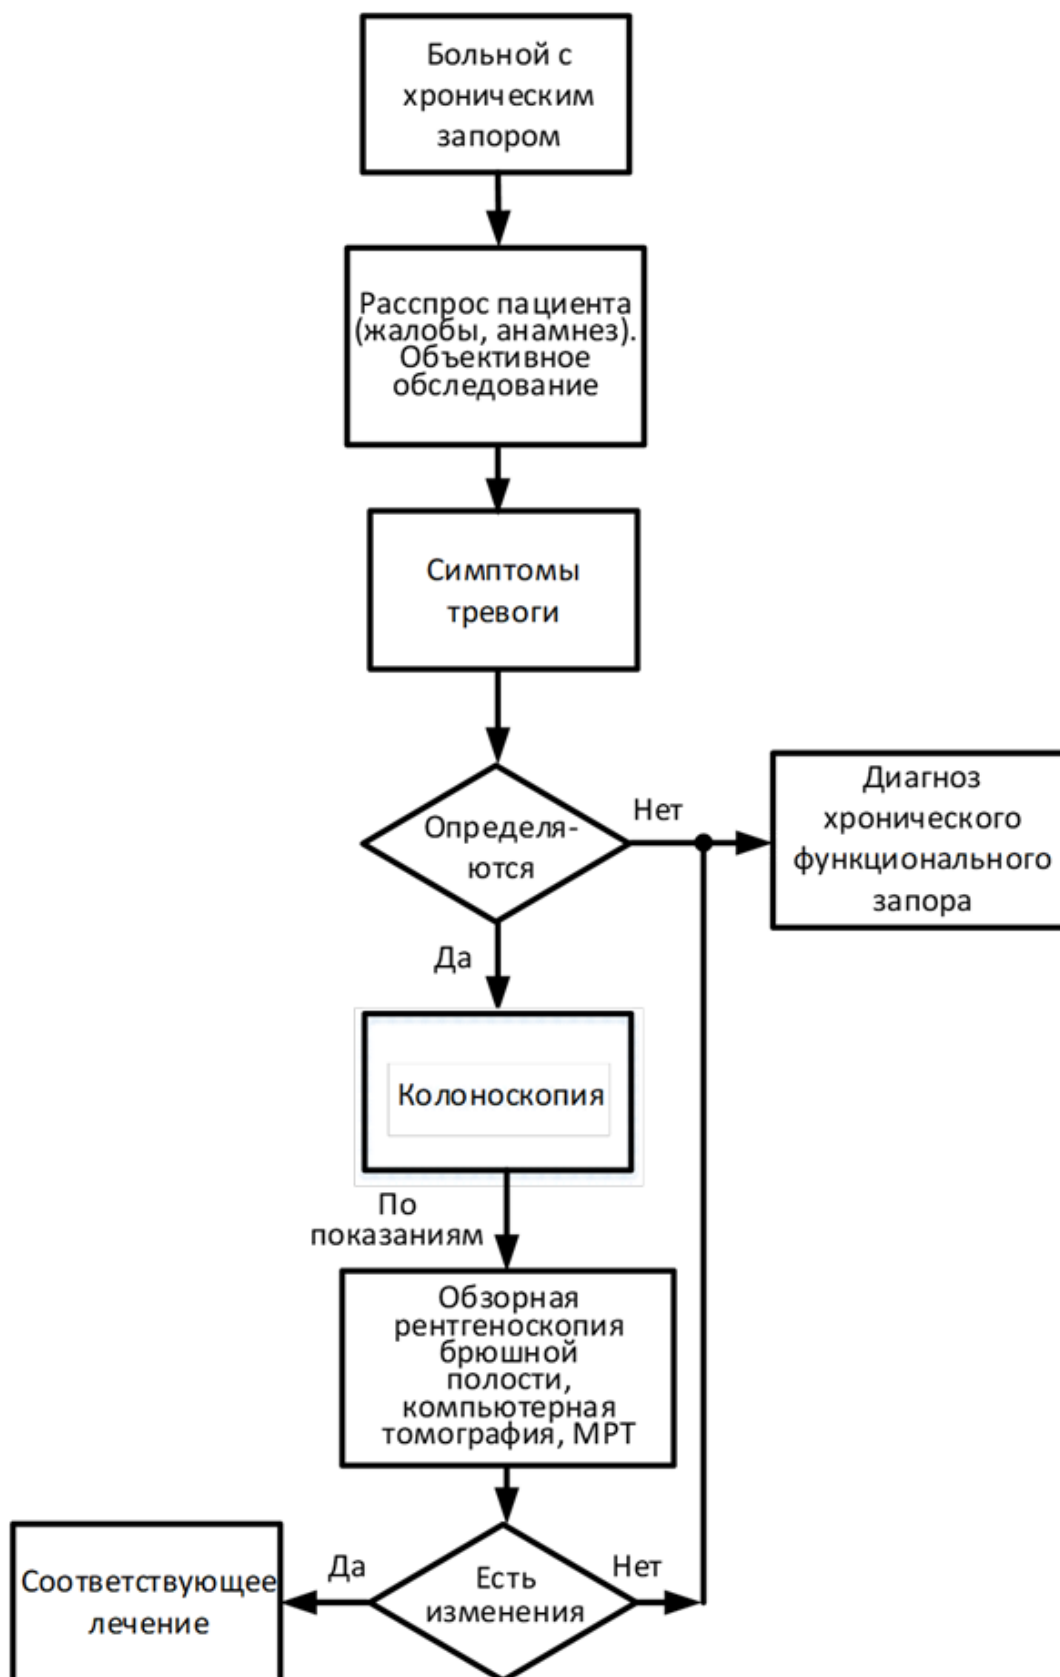 Больной с
хроническим
запором
Расспрос пациента
(жалобы, анамнез).
Объективное
обследование
Симптомы
тревоги
Определя-
ются
Нет
Диагноз
хронического
функционального
запора
Да
Колоноскопия
По
показаниям
Обзорная
рентгеноскопия
брюшной
полости,
компьютерная
томография, МРТ
Соответствующее
лечение
Да
Есть
изменения
Нет